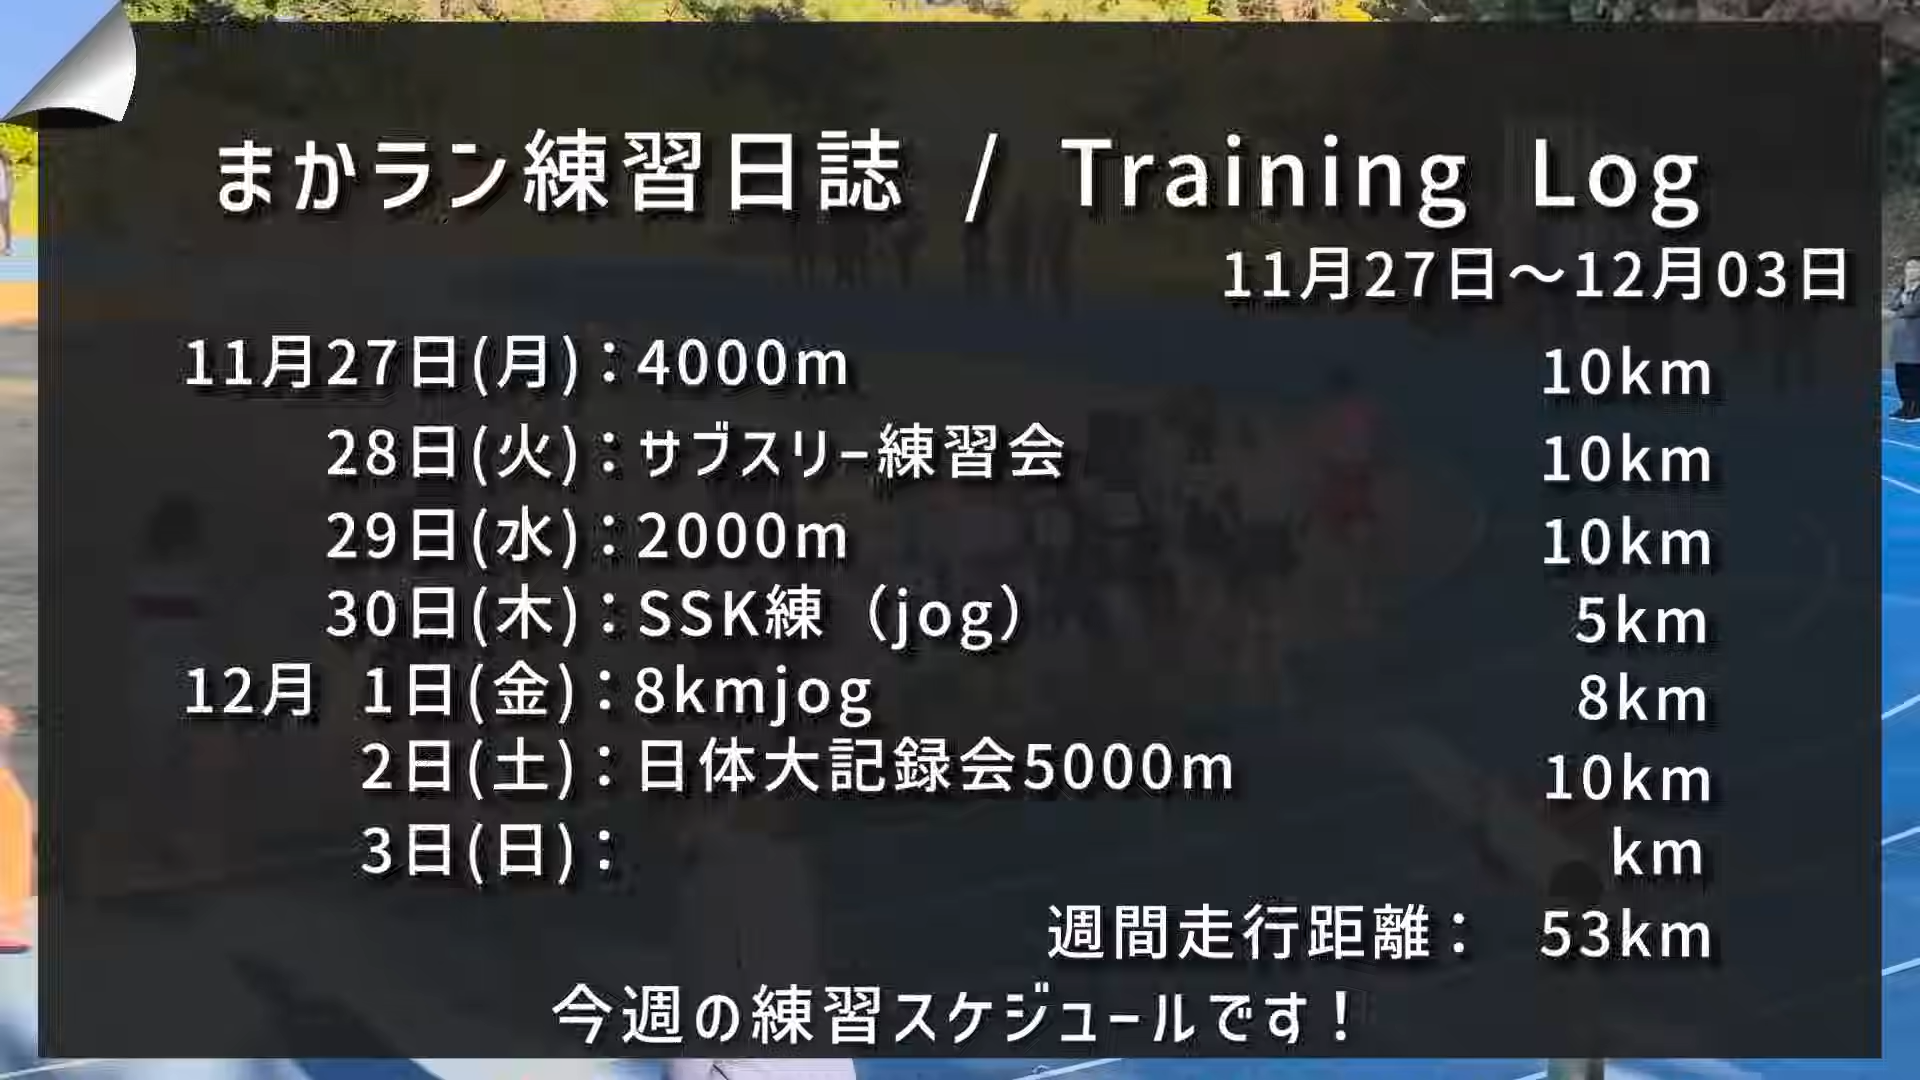 まかラン練習日誌 / Training Log
11月27日～12月03日
11月27日(月)：4000m 10km
28日(火)：サブスリー練習会 10km
29日(水)：2000m 10km
30日(木)：SSK練（jog） 5km
12月 1日(金)：8kmjog 8km
2日(土)：日体大記録会5000m 10km
3日(日)： km
週間走行距離： 53km
今週の練習スケジュールです！